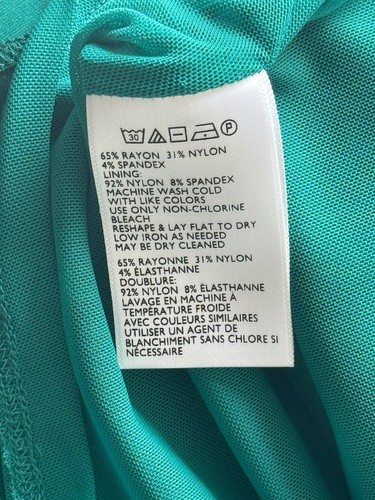 30 P
65% RAYON 31% NYLON
4% SPANDEX
LINING:
92% NYLON 8% SPANDEX
MACHINE WASH COLD
WITH LIKE COLORS
USE ONLY NON-CHLORINE
BLEACH
RESHAPE & LAY FLAT TO DRY
LOW IRON AS NEEDED
MAY BE DRY CLEANED
65% RAYONNE 31% NYLON
4% ÉLASTHANNE
DOUBLURE:
92% NYLON 8% ÉLASTHANNE
LAVAGE EN MACHINE À
TEMPÉRATURE FROIDE
AVEC COULEURS SIMILAIRES
UTILISER UN AGENT DE
BLANCHIMENT SANS CHLORE SI
NÉCESSAIRE